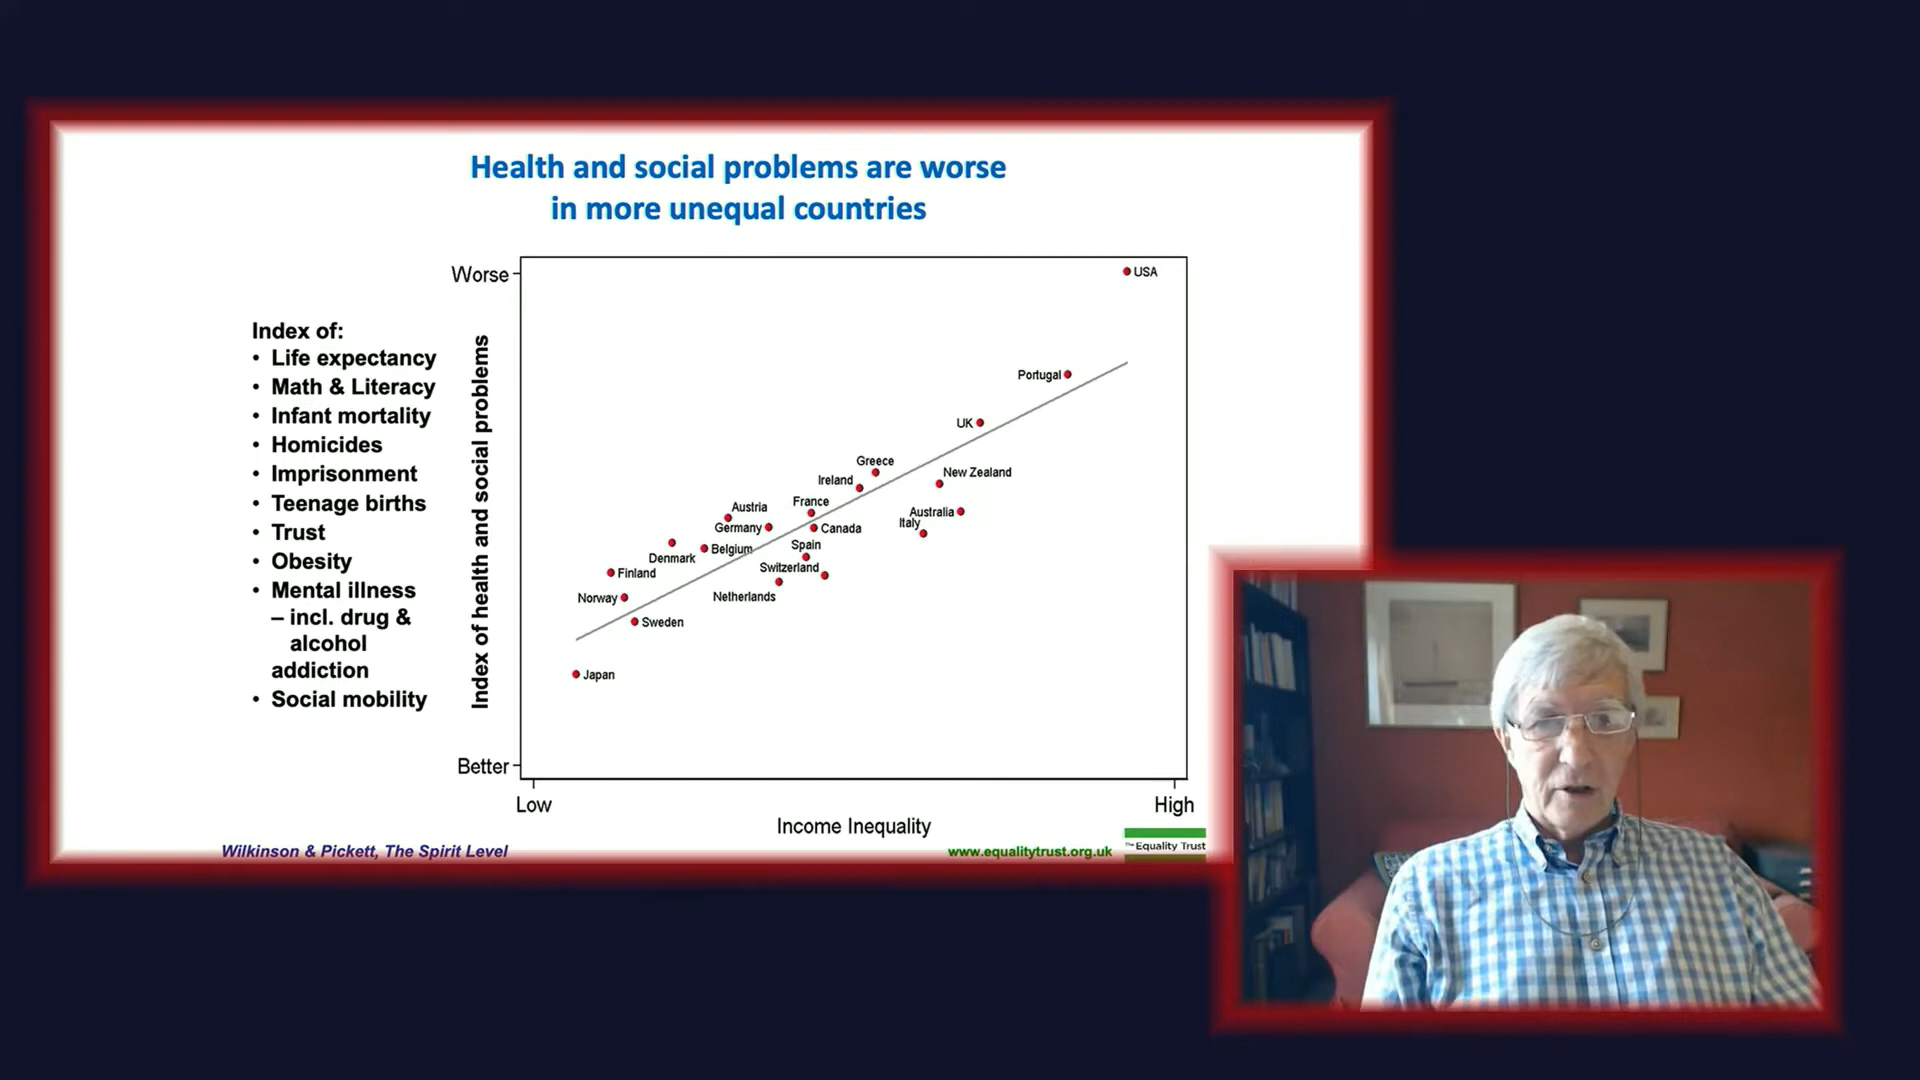 Health and social problems are worse
in more unequal countries
Index of:
• Life expectancy
• Math & Literacy
• Infant mortality
• Homicides
• Imprisonment
• Teenage births
• Trust
• Obesity
• Mental illness
– incl. drug &
alcohol
addiction
• Social mobility
Index of health and social problems
Worse
Better
USA
Portugal
UK
Greece
New Zealand
Ireland
France
Austria
Australia
Italy
Germany
Canada
Spain
Belgium
Denmark
Switzerland
Finland
Netherlands
Norway
Sweden
Japan
Low
High
Income Inequality
Wilkinson & Pickett, The Spirit Level
www.equalitytrust.org.uk
The Equality Trust